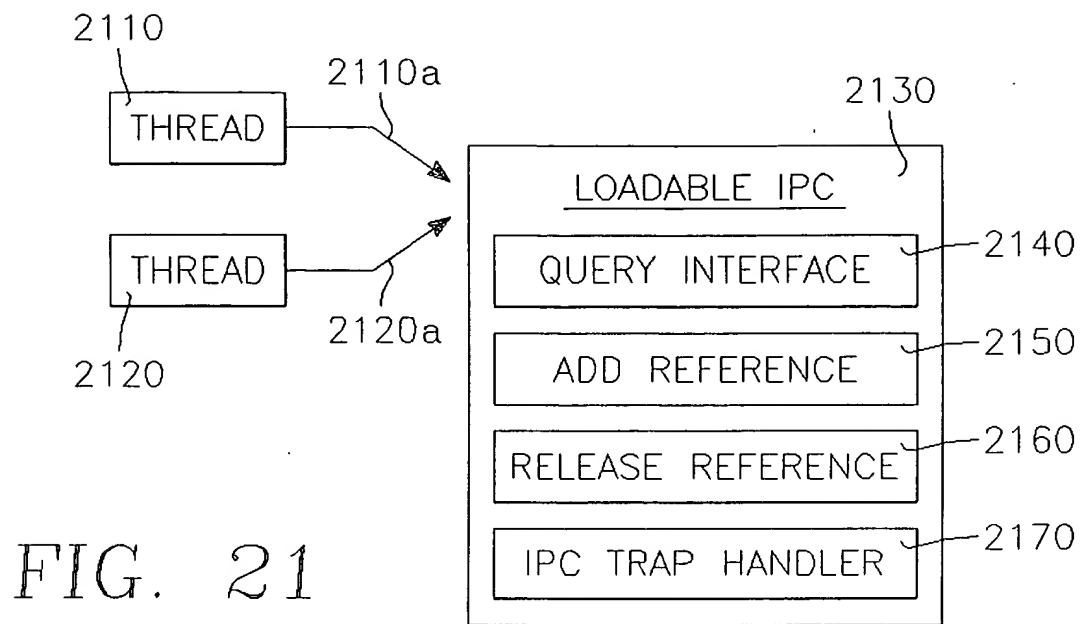 2110
2110a
THREAD
2130
LOADABLE IPC
THREAD
2120a
2120
QUERY INTERFACE
2140
ADD REFERENCE
2150
RELEASE REFERENCE
2160
IPC TRAP HANDLER
2170
FIG. 21